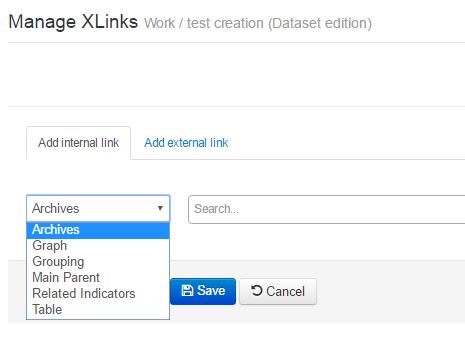 Manage XLinks Work / test creation (Dataset edition)
Add internal link Add external link
Archives Search...
Archives
Graph
Grouping
Main Parent
Related Indicators
Table
Save Cancel